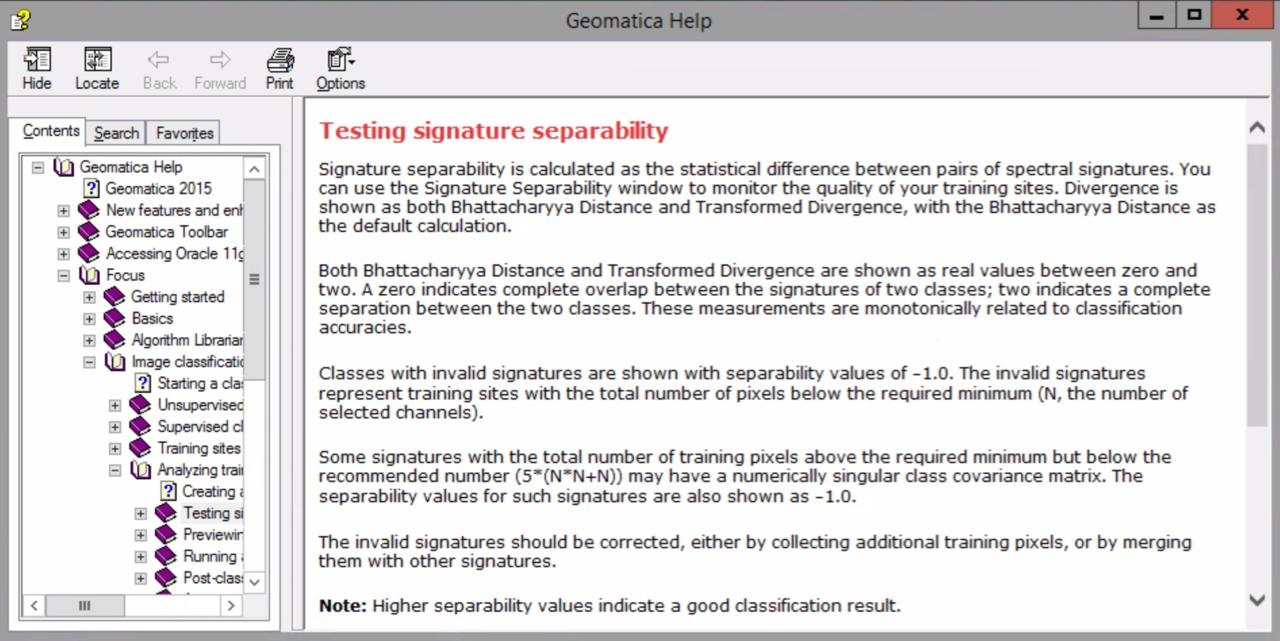 Geomatica Help
Hide Locate Back Forward Print Options
Contents Search Favorites
Geomatica Help
Geomatica 2015
New features and enh
Geomatica Toolbar
Accessing Oracle 11g
Focus
Getting started
Basics
Algorithm Librarian
Image classificatio
Starting a clas
Unsupervised
Supervised cl
Training sites
Analyzing trai
Creating a
Testing si
Previewin
Running
Post-clas
Testing signature separability
Signature separability is calculated as the statistical difference between pairs of spectral signatures. You
can use the Signature Separability window to monitor the quality of your training sites. Divergence is
shown as both Bhattacharyya Distance and Transformed Divergence, with the Bhattacharyya Distance as
the default calculation.
Both Bhattacharyya Distance and Transformed Divergence are shown as real values between zero and
two. A zero indicates complete overlap between the signatures of two classes; two indicates a complete
separation between the two classes. These measurements are monotonically related to classification
accuracies.
Classes with invalid signatures are shown with separability values of –1.0. The invalid signatures
represent training sites with the total number of pixels below the required minimum (N, the number of
selected channels).
Some signatures with the total number of training pixels above the required minimum but below the
recommended number (5*(N*N+N)) may have a numerically singular class covariance matrix. The
separability values for such signatures are also shown as –1.0.
The invalid signatures should be corrected, either by collecting additional training pixels, or by merging
them with other signatures.
Note: Higher separability values indicate a good classification result.